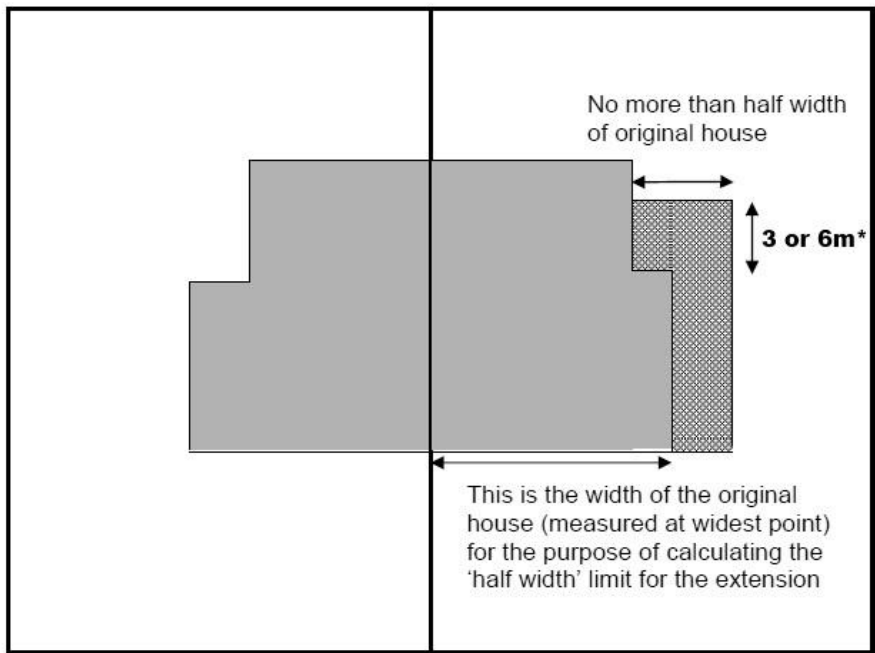 No more than half width
of original house
3 or 6m*
This is the width of the original
house (measured at widest point)
for the purpose of calculating the
‘half width’ limit for the extension